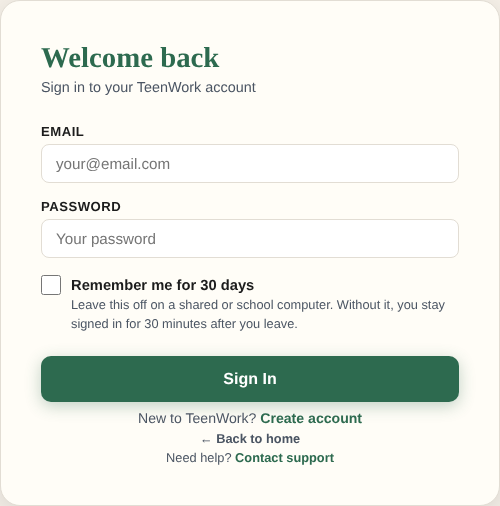 Welcome back
Sign in to your TeenWork account
EMAIL
your@email.com
PASSWORD
Your password
Remember me for 30 days
Leave this off on a shared or school computer. Without it, you stay
signed in for 30 minutes after you leave.
Sign In
New to TeenWork? Create account
← Back to home
Need help? Contact support